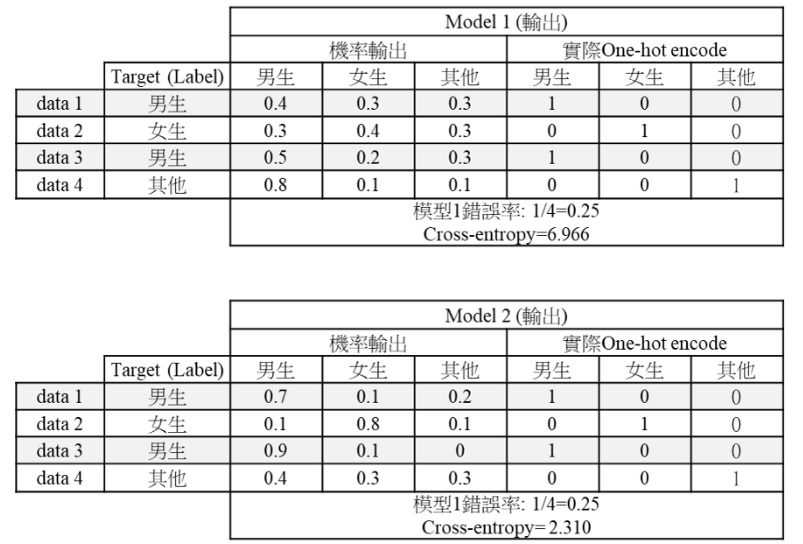 Model 1 (輸出)
機率輸出 實際One-hot encode
Target (Label) 男生 女生 其他 男生 女生 其他
data 1 男生 0.4 0.3 0.3 1 0 0
data 2 女生 0.3 0.4 0.3 0 1 0
data 3 男生 0.5 0.2 0.3 1 0 0
data 4 其他 0.8 0.1 0.1 0 0 1
模型1錯誤率: 1/4=0.25
Cross-entropy=6.966
Model 2 (輸出)
機率輸出 實際One-hot encode
Target (Label) 男生 女生 其他 男生 女生 其他
data 1 男生 0.7 0.1 0.2 1 0 0
data 2 女生 0.1 0.8 0.1 0 1 0
data 3 男生 0.9 0.1 0 1 0 0
data 4 其他 0.4 0.3 0.3 0 0 1
模型1錯誤率: 1/4=0.25
Cross-entropy= 2.310